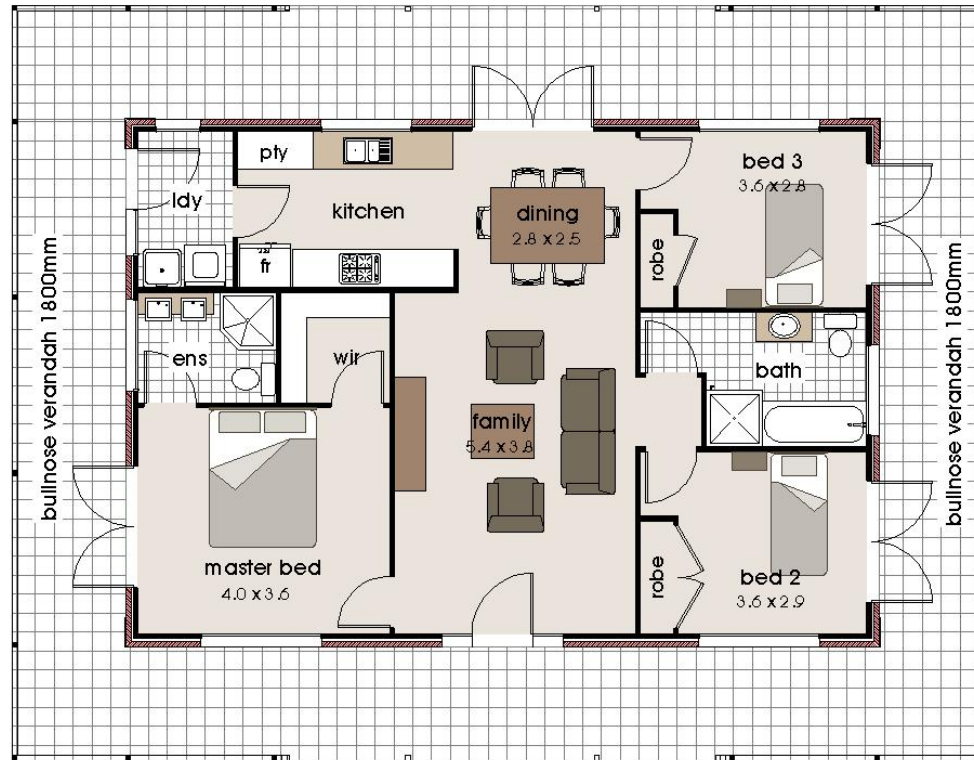 pty
ldy
kitchen
fr
dining
2.8 x 2.5
bed 3
3.6 x 2.8
robe
ens
wir
bath
family
5.4 x 3.8
master bed
4.0 x 3.6
robe
bed 2
3.6 x 2.9
bullnose verandah 1800mm
bullnose verandah 1800mm